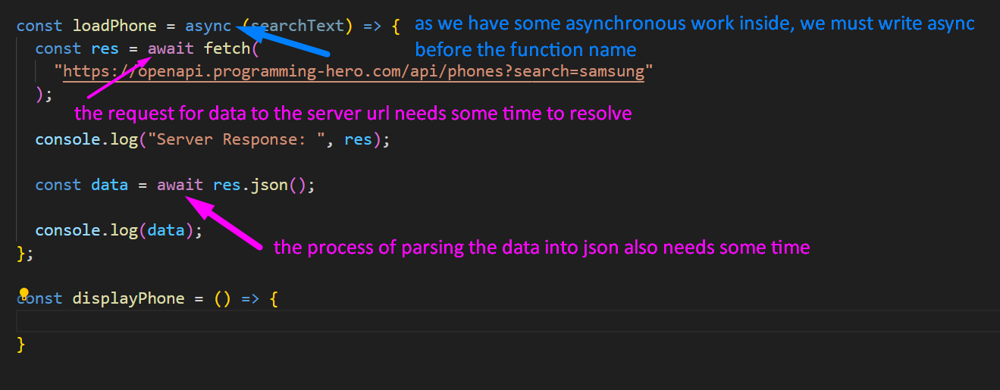 const loadPhone = async (searchText) => { as we have some asynchronous work inside, we must write async
before the function name
const res = await fetch(
"https://openapi.programming-hero.com/api/phones?search=samsung"
);
the request for data to the server url needs some time to resolve
console.log("Server Response: ", res);
const data = await res.json();
console.log(data);
the process of parsing the data into json also needs some time
};
const displayPhone = () => {
}